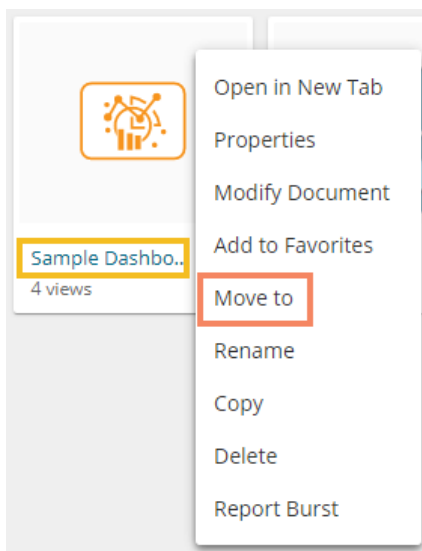 Sample Dashbo..
4 views
Open in New Tab
Properties
Modify Document
Add to Favorites
Move to
Rename
Copy
Delete
Report Burst